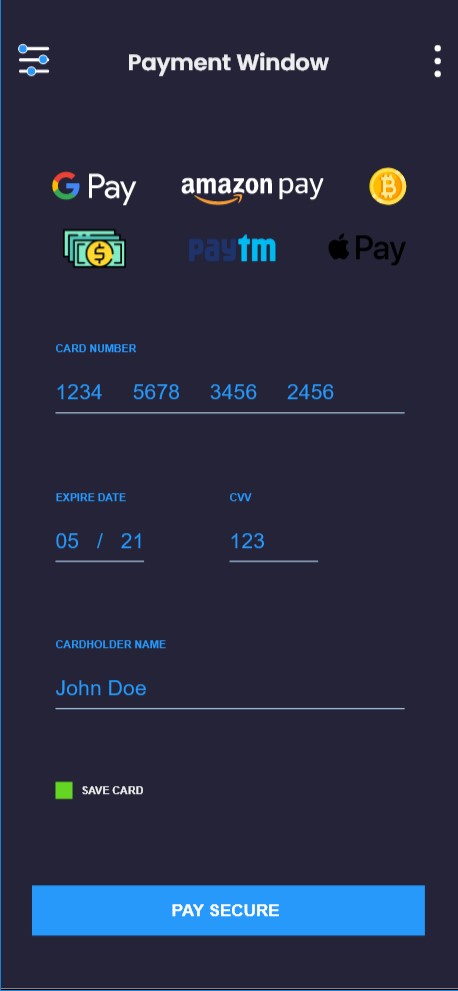 Payment Window
G Pay amazon pay ₿
$ paytm Pay
CARD NUMBER
1234 5678 3456 2456
EXPIRE DATE CVV
05 / 21 123
CARDHOLDER NAME
John Doe
SAVE CARD
PAY SECURE